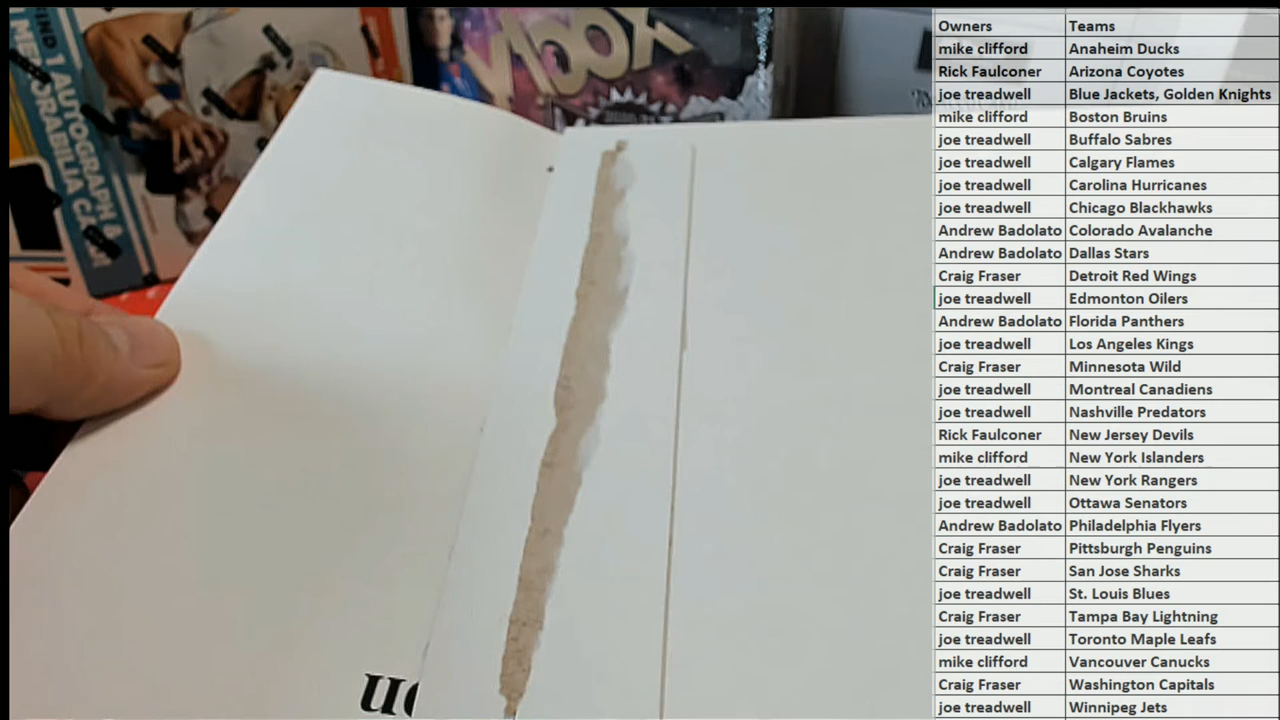 FIND 1 AUTOGRAPH &
MEMORABILIA CARD
Owners Teams
mike clifford Anaheim Ducks
Rick Faulconer Arizona Coyotes
joe treadwell Blue Jackets, Golden Knights
mike clifford Boston Bruins
joe treadwell Buffalo Sabres
joe treadwell Calgary Flames
joe treadwell Carolina Hurricanes
joe treadwell Chicago Blackhawks
Andrew Badolato Colorado Avalanche
Andrew Badolato Dallas Stars
Craig Fraser Detroit Red Wings
joe treadwell Edmonton Oilers
Andrew Badolato Florida Panthers
joe treadwell Los Angeles Kings
Craig Fraser Minnesota Wild
joe treadwell Montreal Canadiens
joe treadwell Nashville Predators
Rick Faulconer New Jersey Devils
mike clifford New York Islanders
joe treadwell New York Rangers
joe treadwell Ottawa Senators
Andrew Badolato Philadelphia Flyers
Craig Fraser Pittsburgh Penguins
Craig Fraser San Jose Sharks
joe treadwell St. Louis Blues
Craig Fraser Tampa Bay Lightning
joe treadwell Toronto Maple Leafs
mike clifford Vancouver Canucks
Craig Fraser Washington Capitals
joe treadwell Winnipeg Jets